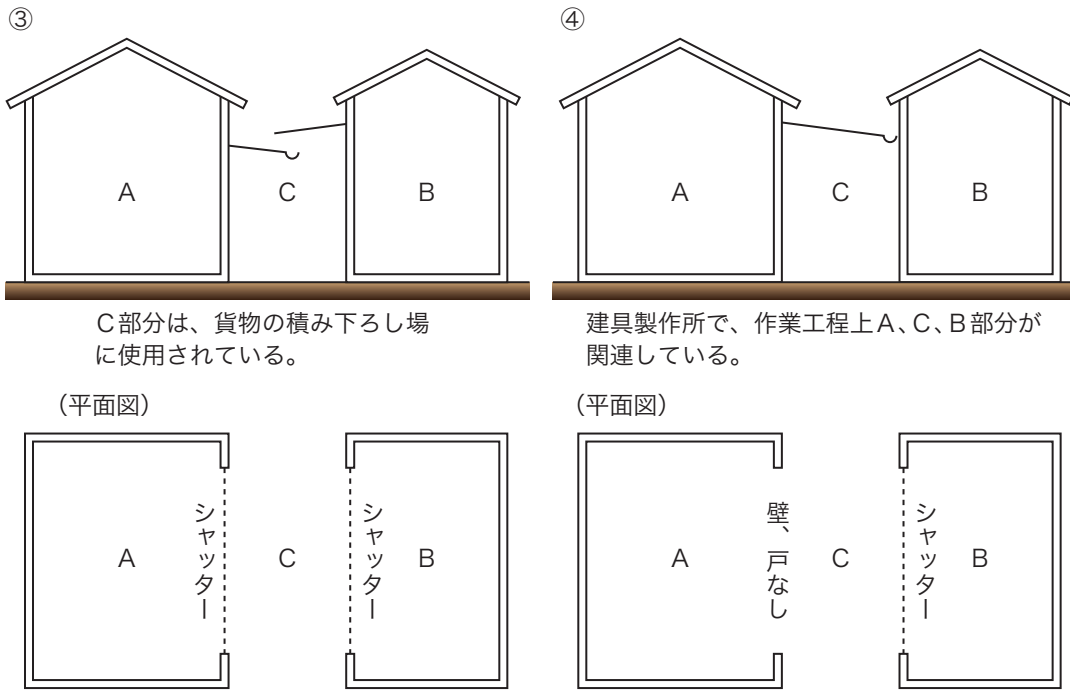 ③
A
C
B
C部分は、貨物の積み下ろし場
に使用されている。
（平面図）
A
シャッター
C
シャッター
B
④
A
C
B
建具製作所で、作業工程上A、C、B部分が
関連している。
（平面図）
A
壁、戸なし
C
シャッター
B